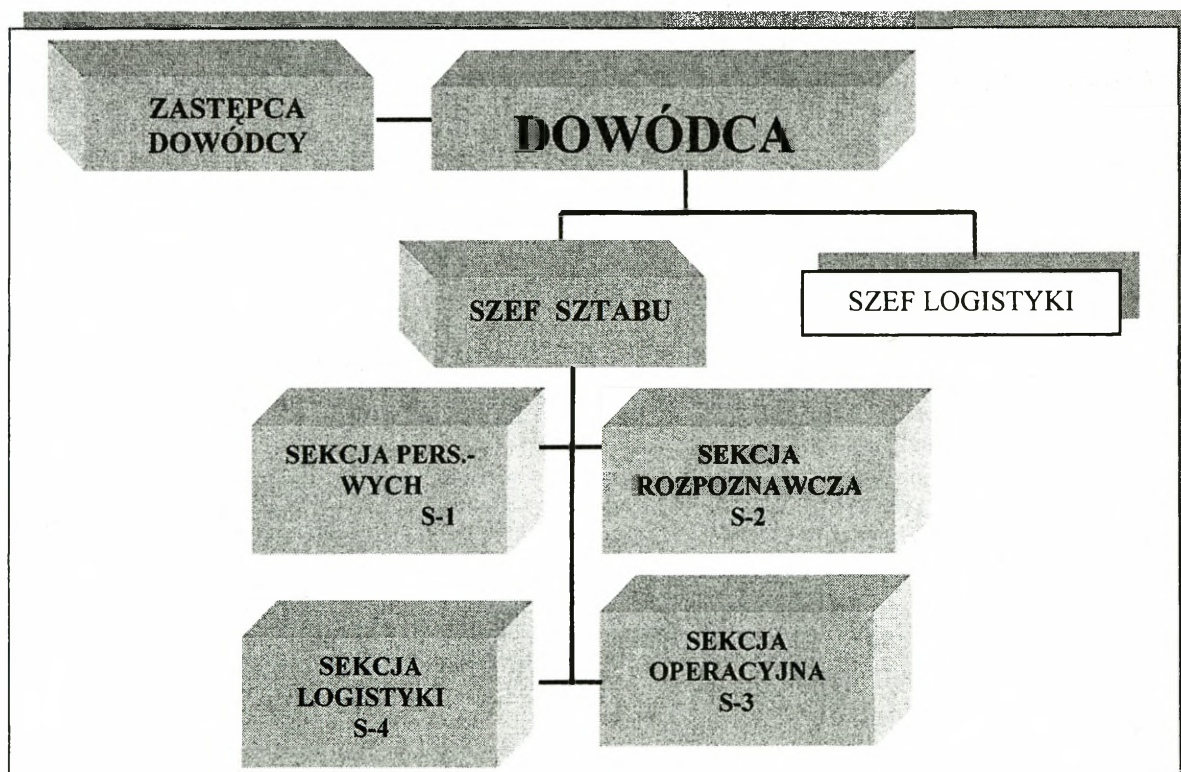 ZASTĘPCA
DOWÓDCY
DOWÓDCA
SZEF SZTABU
SZEF LOGISTYKI
SEKCJA PERS.-
WYCH
S-1
SEKCJA
ROZPOZNAWCZA
S-2
SEKCJA
LOGISTYKI
S-4
SEKCJA
OPERACYJNA
S-3